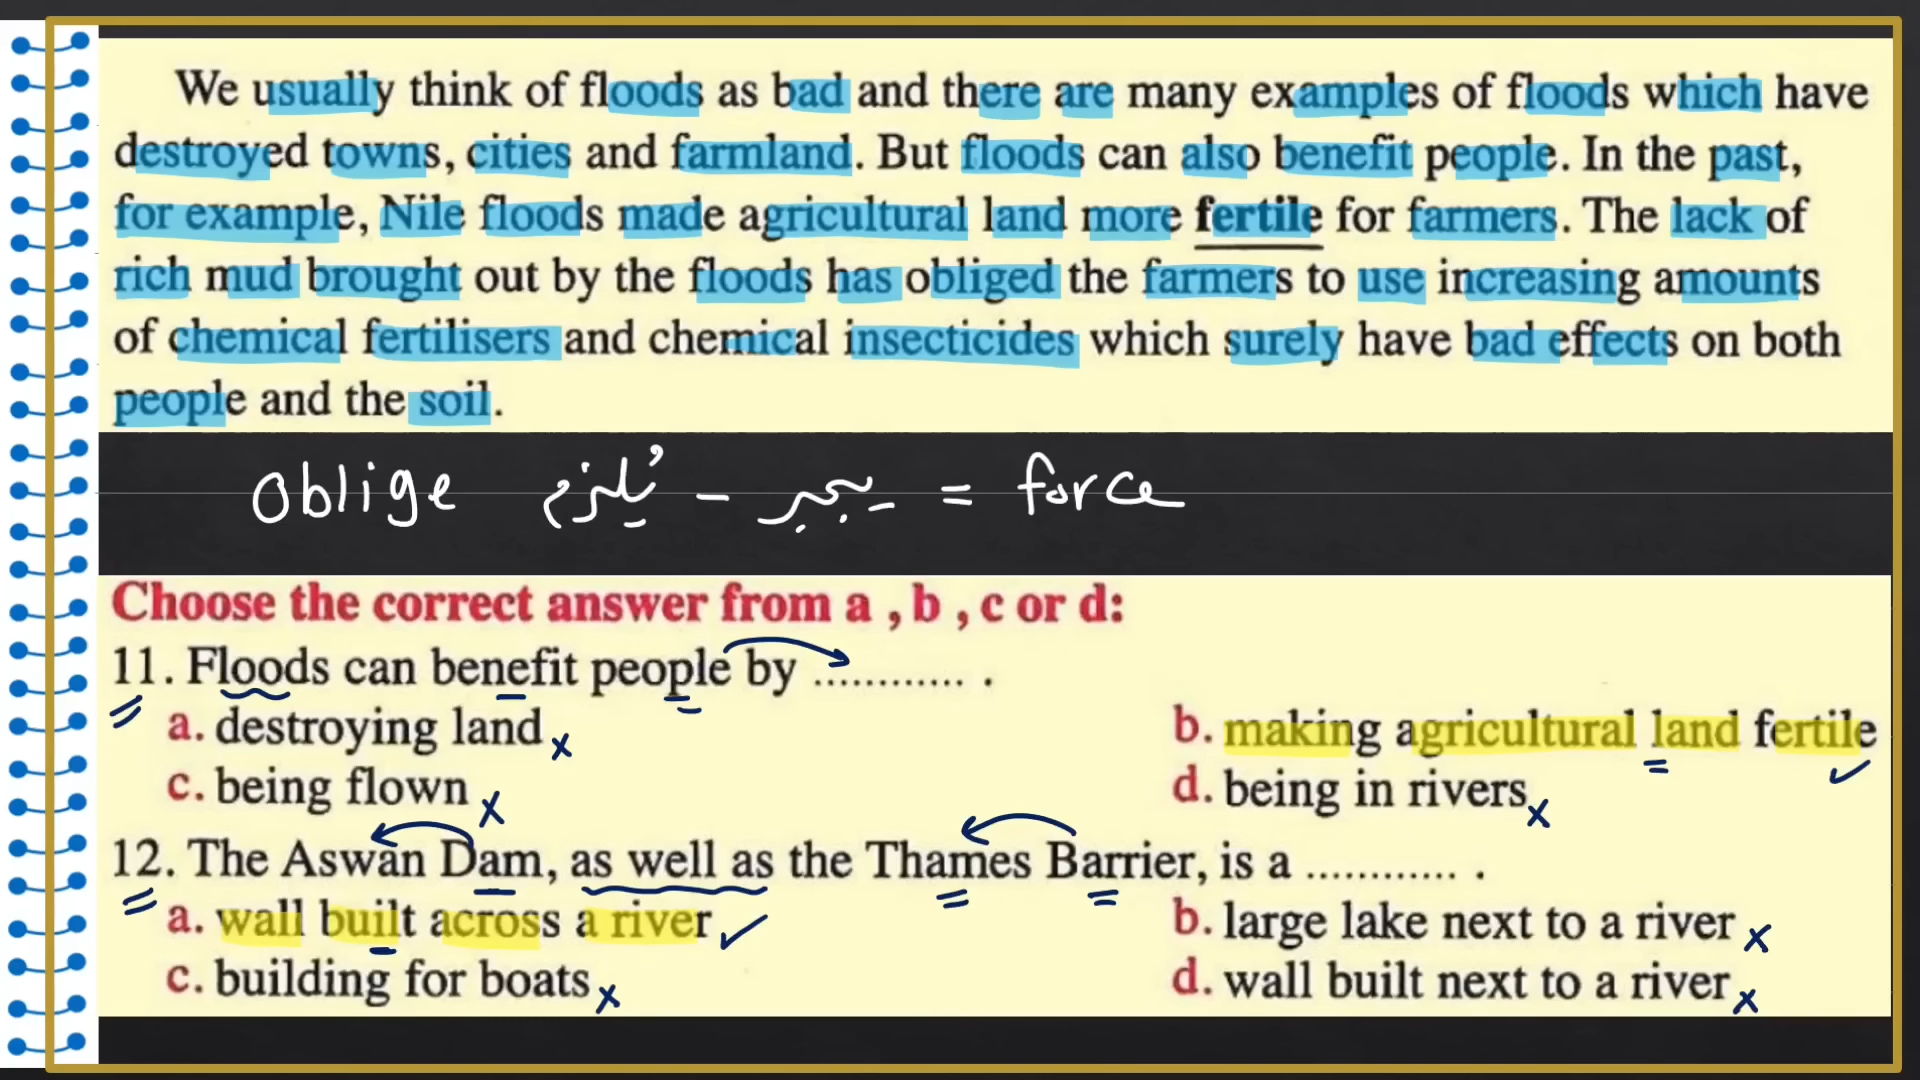 We usually think of floods as bad and there are many examples of floods which have
destroyed towns, cities and farmland. But floods can also benefit people. In the past,
for example, Nile floods made agricultural land more fertile for farmers. The lack of
rich mud brought out by the floods has obliged the farmers to use increasing amounts
of chemical fertilisers and chemical insecticides which surely have bad effects on both
people and the soil.
oblige يُلزم - يجبر = force
Choose the correct answer from a , b , c or d:
11. Floods can benefit people by ............ .
a. destroying land x
b. making agricultural land fertile ✓
c. being flown x
d. being in rivers x
12. The Aswan Dam, as well as the Thames Barrier, is a ............ .
a. wall built across a river ✓
b. large lake next to a river x
c. building for boats x
d. wall built next to a river x